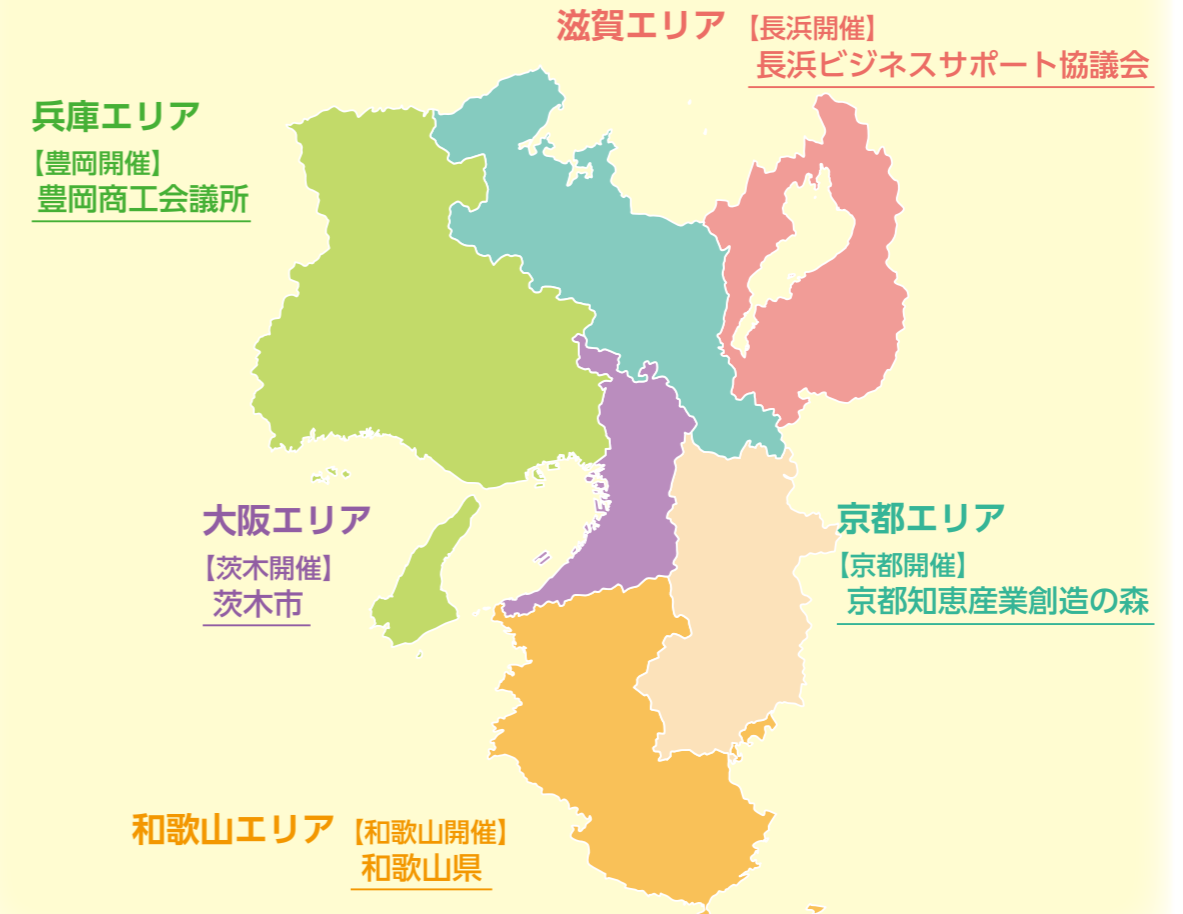 滋賀エリア 【長浜開催】
長浜ビジネスサポート協議会
兵庫エリア
【豊岡開催】
豊岡商工会議所
大阪エリア
【茨木開催】
茨木市
京都エリア
【京都開催】
京都知恵産業創造の森
和歌山エリア 【和歌山開催】
和歌山県